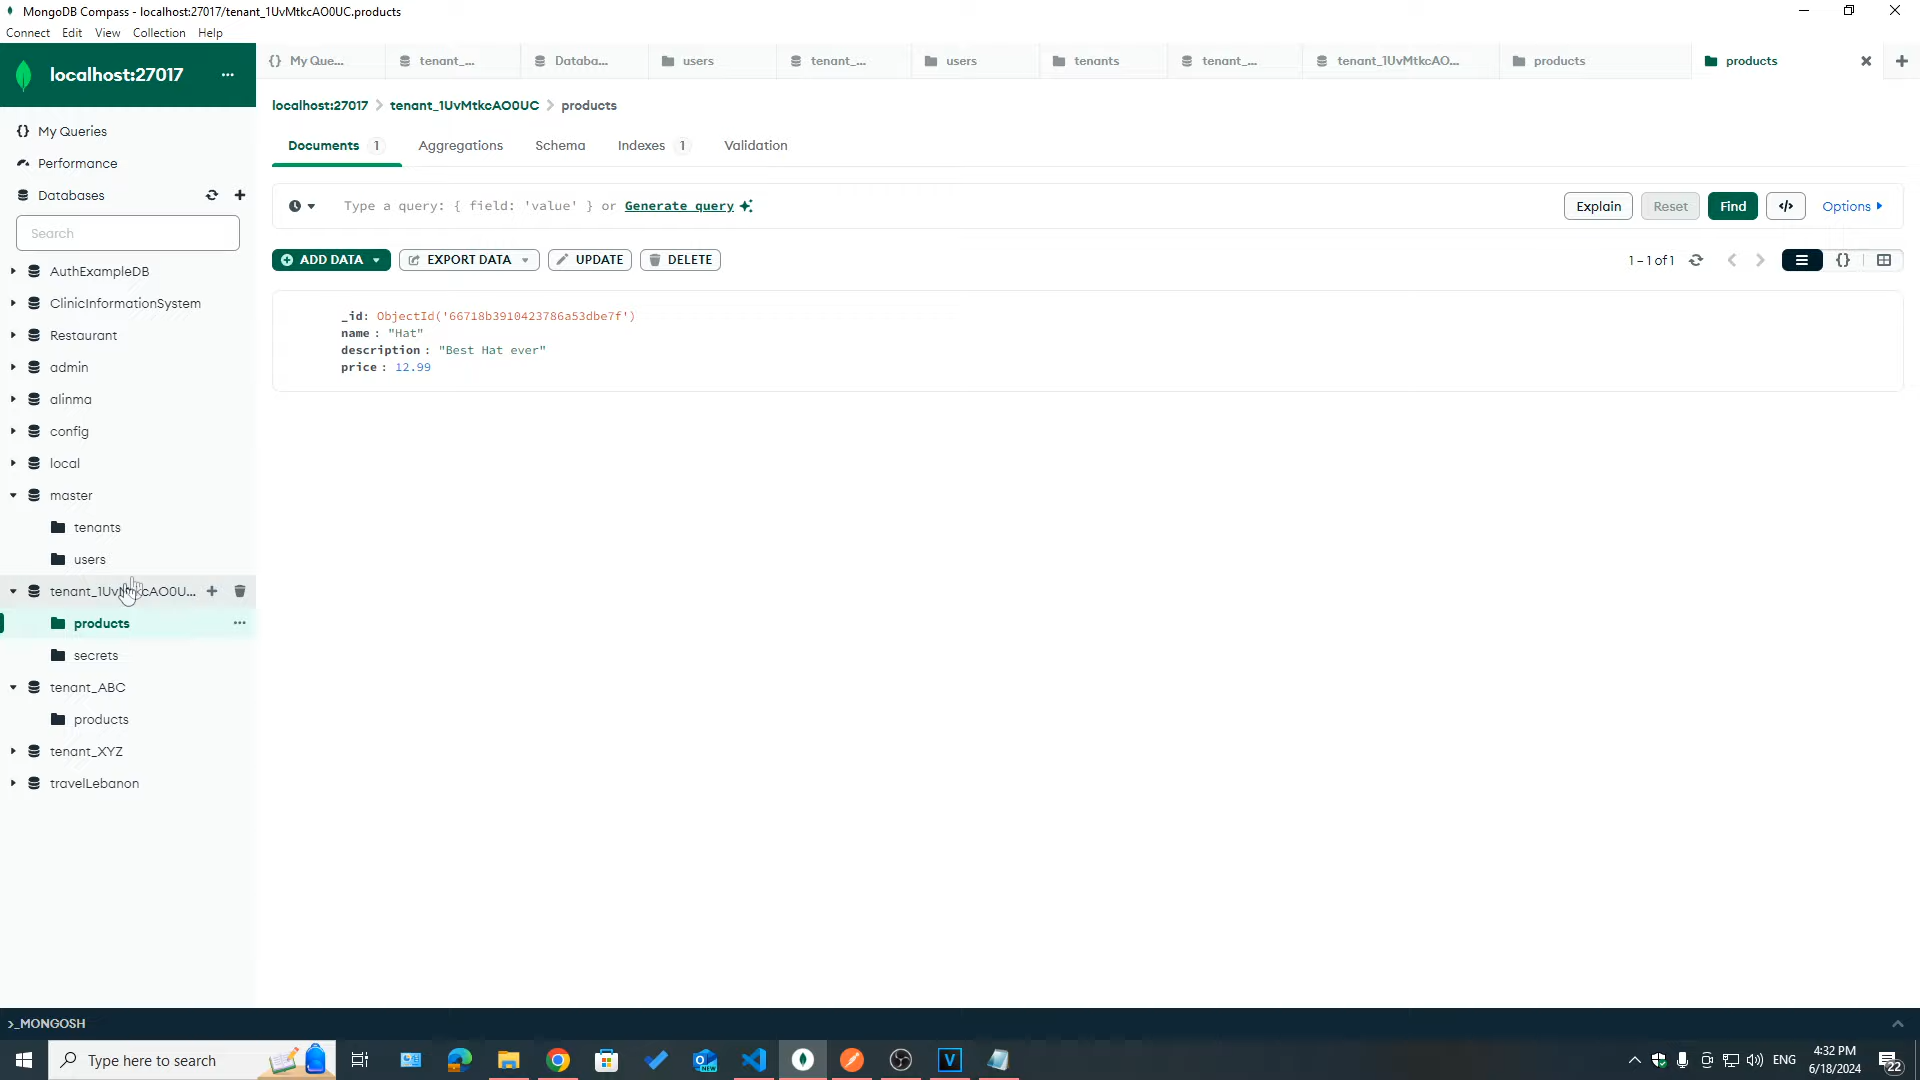 MongoDB Compass - localhost:27017/tenant_1UvMtkcAO0UC.products
Connect Edit View Collection Help
localhost:27017 ...
My Que... tenant_... Databa... users tenant_... users tenants tenant_... tenant_1UvMtkcAO... products products
localhost:27017 > tenant_1UvMtkcAO0UC > products
My Queries
Documents 1 Aggregations Schema Indexes 1 Validation
Performance
Databases
Type a query: { field: 'value' } or Generate query
Explain Reset Find </> Options
Search
ADD DATA EXPORT DATA UPDATE DELETE
1 – 1 of 1 {}
AuthExampleDB
ClinicInformationSystem
Restaurant
admin
alinma
config
local
master
tenants
users
tenant_1UvMtkcAO0U...
products ...
secrets
tenant_ABC
products
tenant_XYZ
travelLebanon
_id: ObjectId('66718b3910423786a53dbe7f')
name : "Hat"
description : "Best Hat ever"
price : 12.99
>_MONGOSH
Type here to search
NEW
V
ENG
4:32 PM
6/18/2024
22